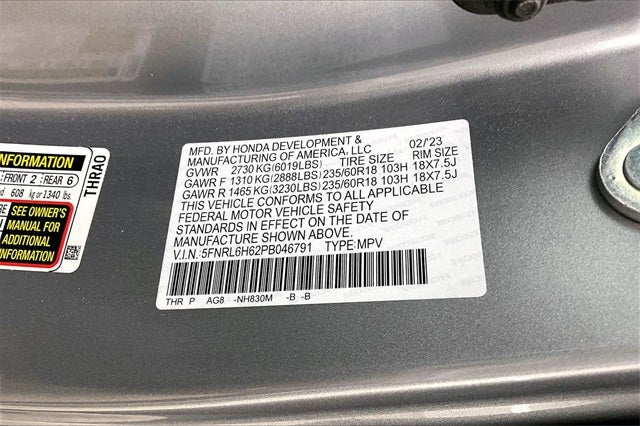 INFORMATION
FRONT 2 REAR 6
608 kg or 1340 lbs.
SEE OWNER'S
MANUAL FOR
ADDITIONAL
INFORMATION
THRA0
MFD. BY HONDA DEVELOPMENT & 02/'23
MANUFACTURING OF AMERICA, LLC TIRE SIZE RIM SIZE
GVWR 2730 KG(6019LBS)
GAWR F 1310 KG(2888LBS) 235/60R18 103H 18X7.5J
GAWR R 1465 KG(3230LBS) 235/60R18 103H 18X7.5J
THIS VEHICLE CONFORMS TO ALL APPLICABLE
FEDERAL MOTOR VEHICLE SAFETY
STANDARDS IN EFFECT ON THE DATE OF
MANUFACTURE SHOWN ABOVE.
V.I.N.:5FNRL6H62PB046791 TYPE:MPV
THR P AG8 -NH830M -B -B